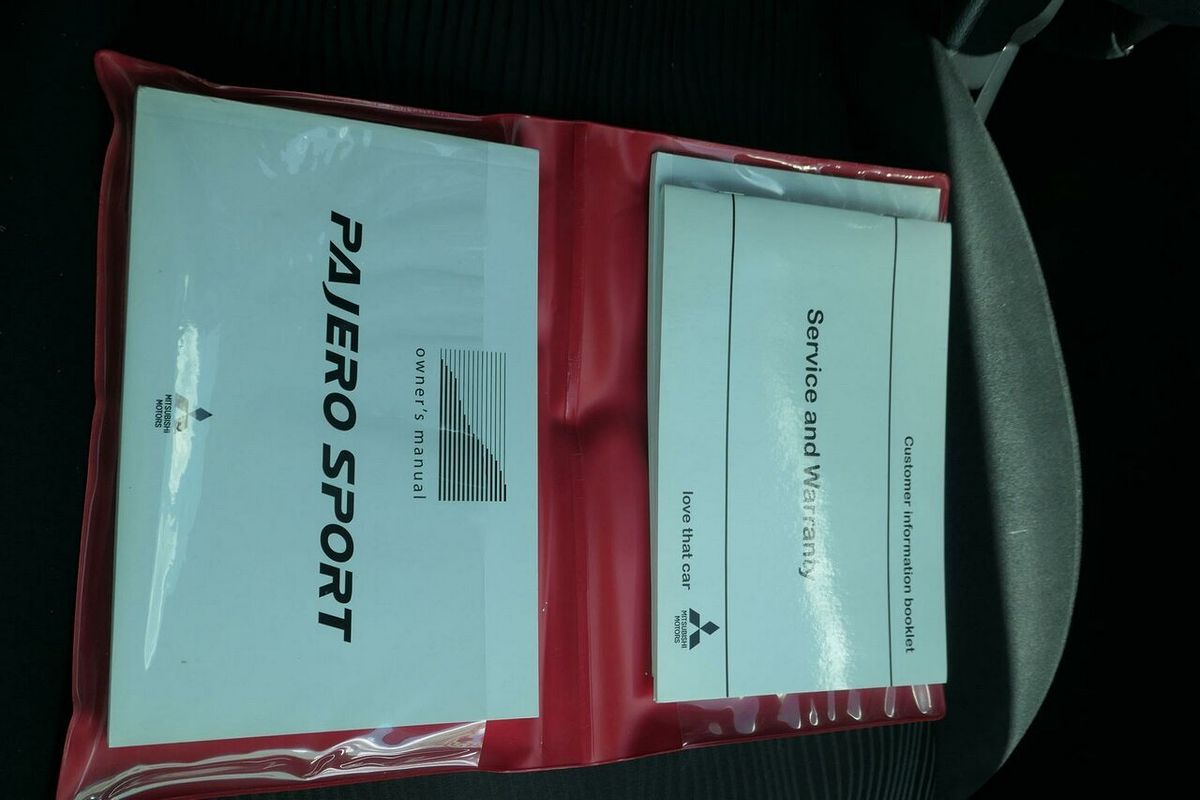 Customer information booklet
Service and Warranty
love that car
MITSUBISHI
MOTORS
owner's manual
PAJERO SPORT
MITSUBISHI
MOTORS